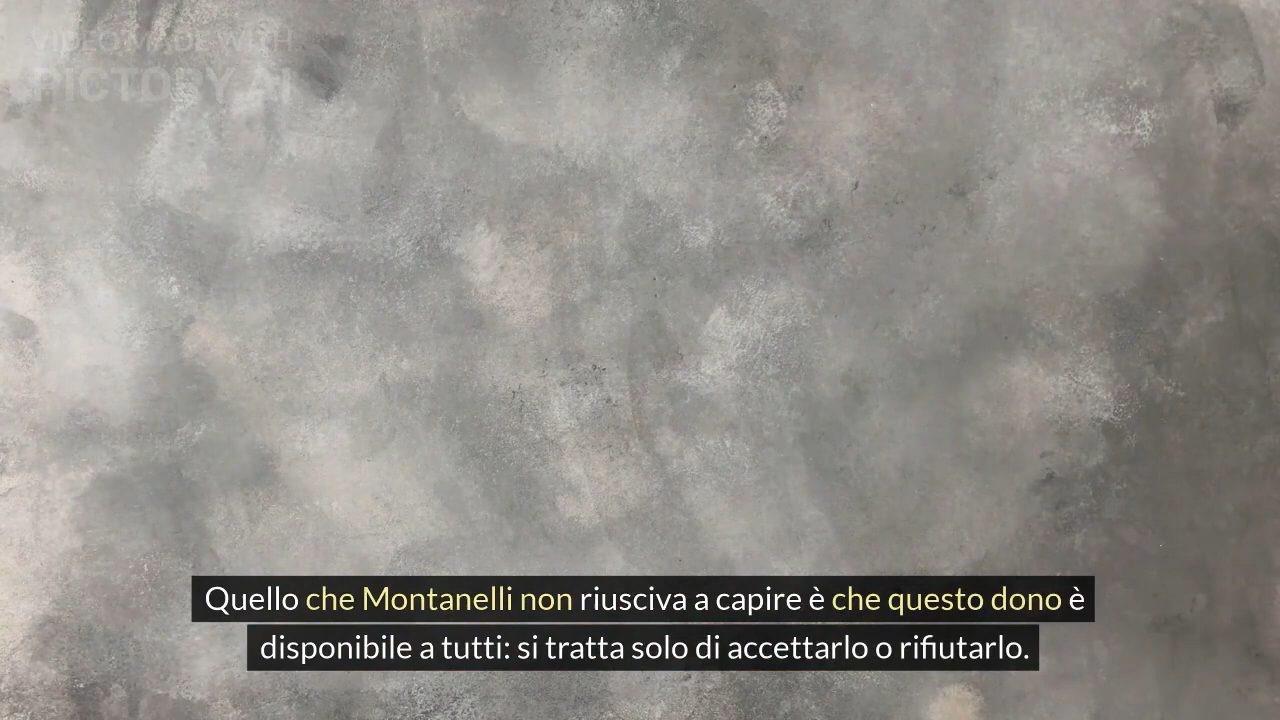 VIDEO MADE WITH
PICTORY AI
Quello che Montanelli non riusciva a capire è che questo dono è
disponibile a tutti: si tratta solo di accettarlo o rifiutarlo.